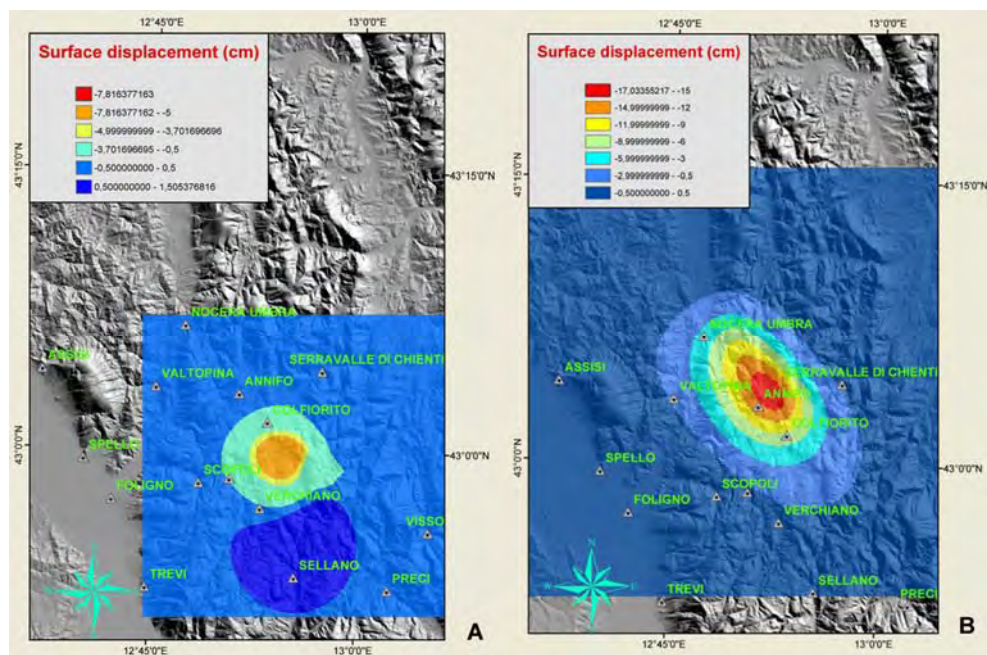 12°45'0"E
13°0'0"E
Surface displacement (cm)
-7,816377163
-7,816377162 - -5
-4,999999999 - -3,701696696
-3,701696695 - -0,5
-0,500000000 - 0,5
0,500000000 - 1,505376816
43°15'0"N
43°15'0"N
NOCERA UMBRA
ASSISI
SERRAVALLE DI CHIENTI
VALTOPINA
ANNIFO
COLFIORITO
43°0'0"N
43°0'0"N
SPELLO
SCOPOLI
FOLIGNO
VERCHIANO
VISSO
N
W
E
S
SELLANO
TREVI
PRECI
A
12°45'0"E
13°0'0"E
12°45'0"E
13°0'0"E
Surface displacement (cm)
-17,03355217 - -15
-14,99999999 - -12
-11,99999999 - -9
-8,999999999 - -6
-5,999999999 - -3
-2,999999999 - -0,5
-0,500000000 - 0,5
43°15'0"N
43°15'0"N
NOCERA UMBRA
ASSISI
SERRAVALLE DI CHIENTI
VALTOPINA
ANNIFO
COLFIORITO
43°0'0"N
43°0'0"N
SPELLO
SCOPOLI
FOLIGNO
VERCHIANO
N
W
E
S
TREVI
SELLANO
PRECI
B
12°45'0"E
13°0'0"E